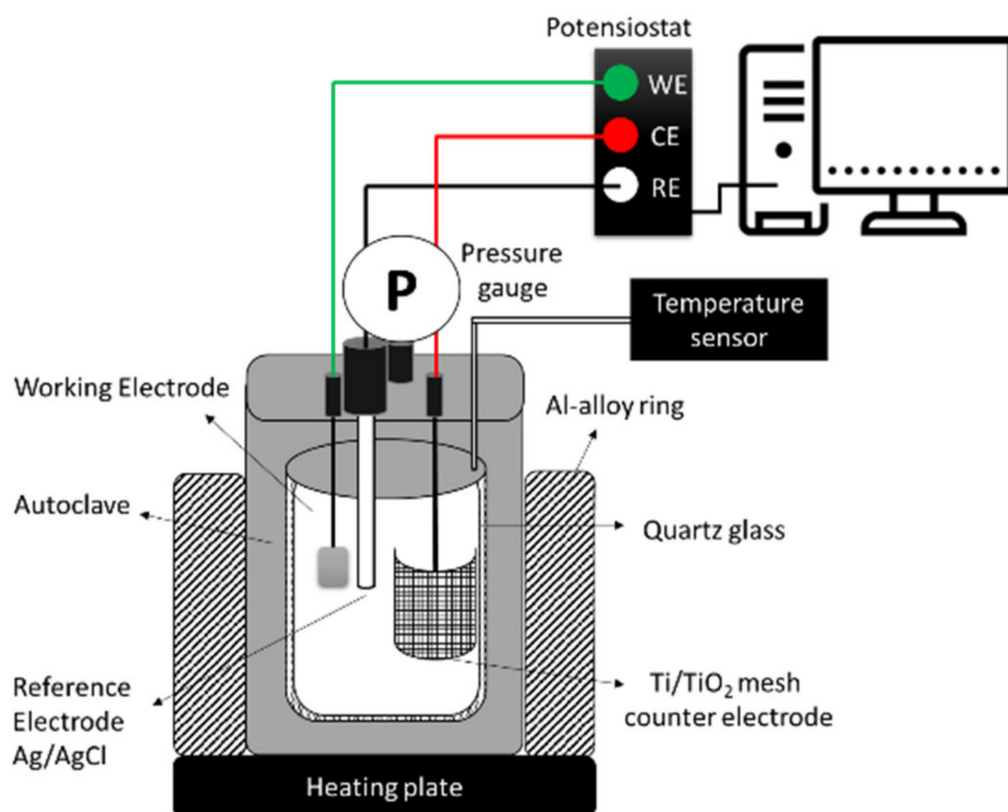 Potensiostat
WE
CE
RE
P
Pressure
gauge
Temperature
sensor
Working Electrode
Al-alloy ring
Autoclave
Quartz glass
Reference
Electrode
Ag/AgCl
Ti/TiO₂ mesh
counter electrode
Heating plate